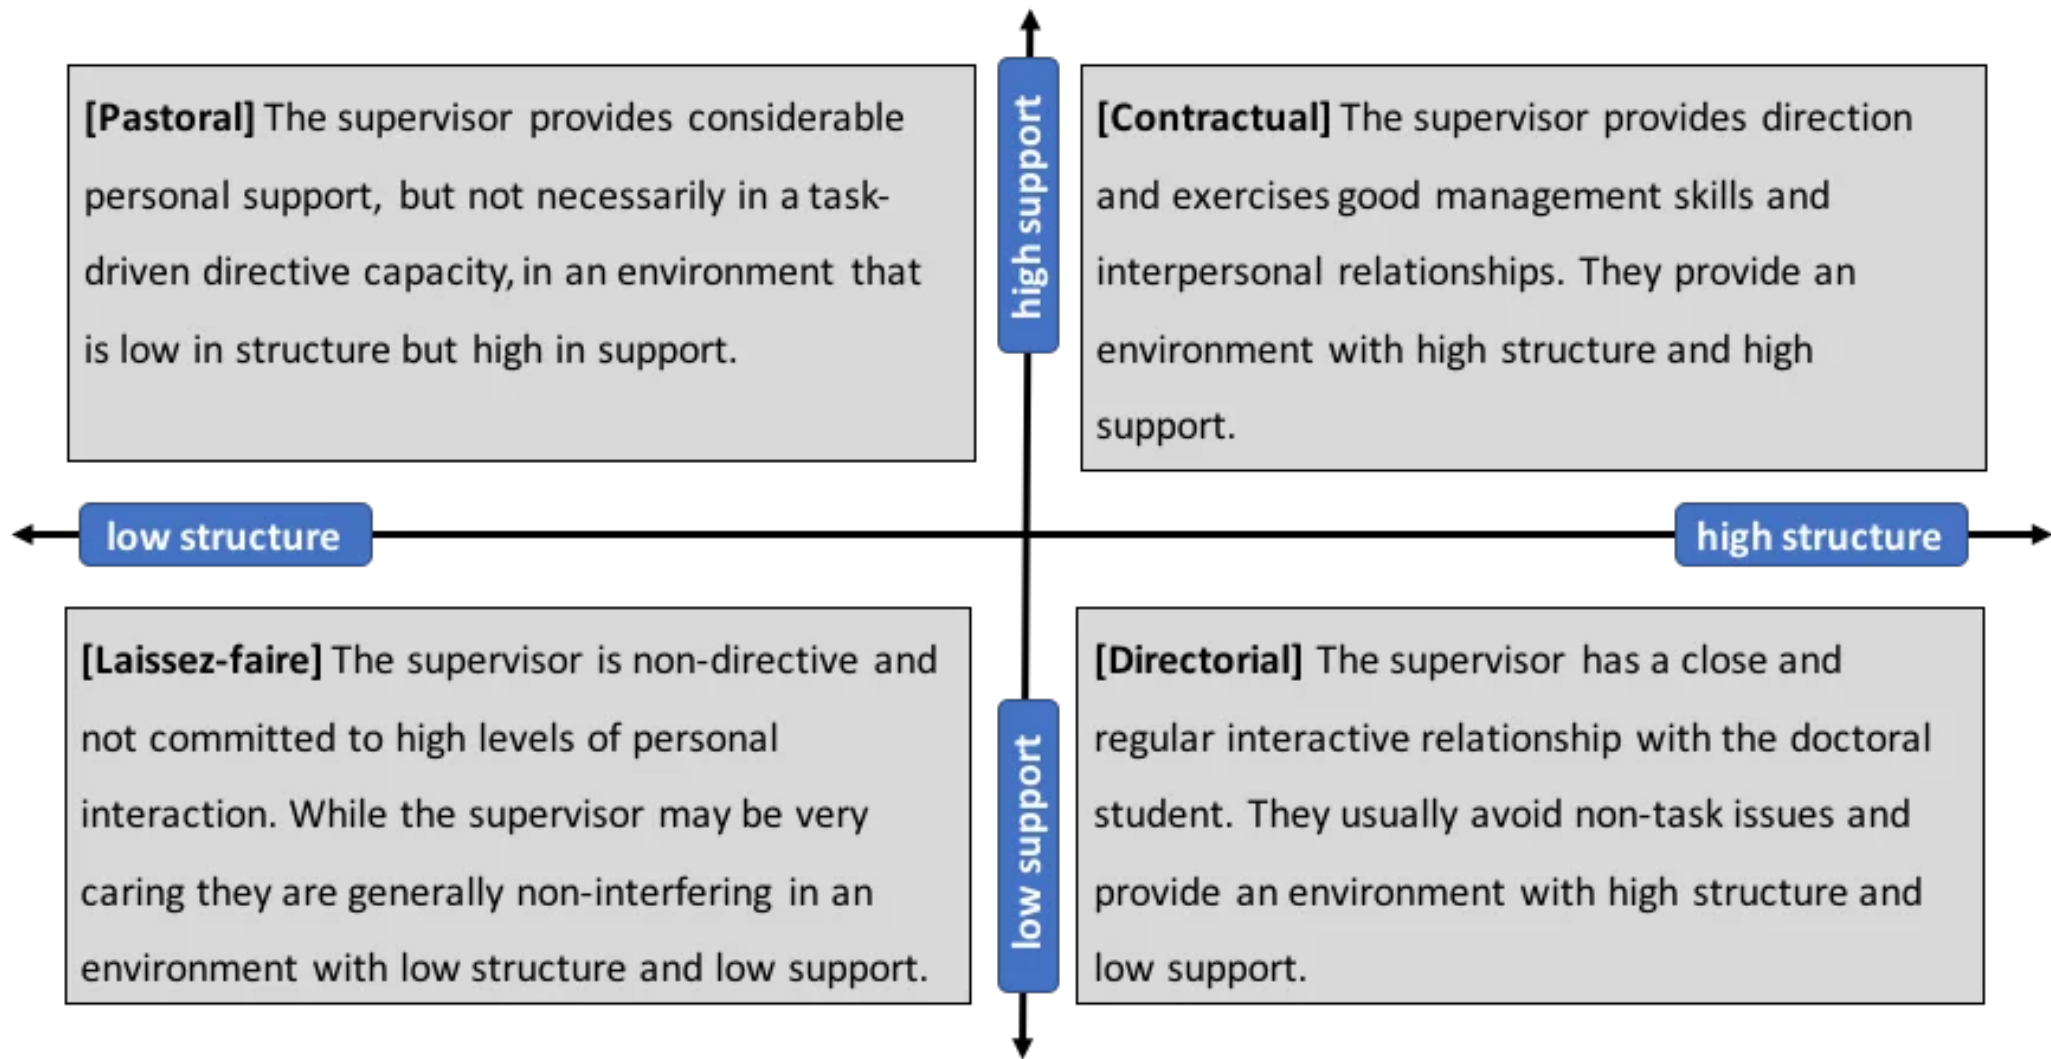 high support
[Pastoral] The supervisor provides considerable
personal support, but not necessarily in a task-
driven directive capacity, in an environment that
is low in structure but high in support.
[Contractual] The supervisor provides direction
and exercises good management skills and
interpersonal relationships. They provide an
environment with high structure and high
support.
low structure
high structure
[Laissez-faire] The supervisor is non-directive and
not committed to high levels of personal
interaction. While the supervisor may be very
caring they are generally non-interfering in an
environment with low structure and low support.
low support
[Directorial] The supervisor has a close and
regular interactive relationship with the doctoral
student. They usually avoid non-task issues and
provide an environment with high structure and
low support.